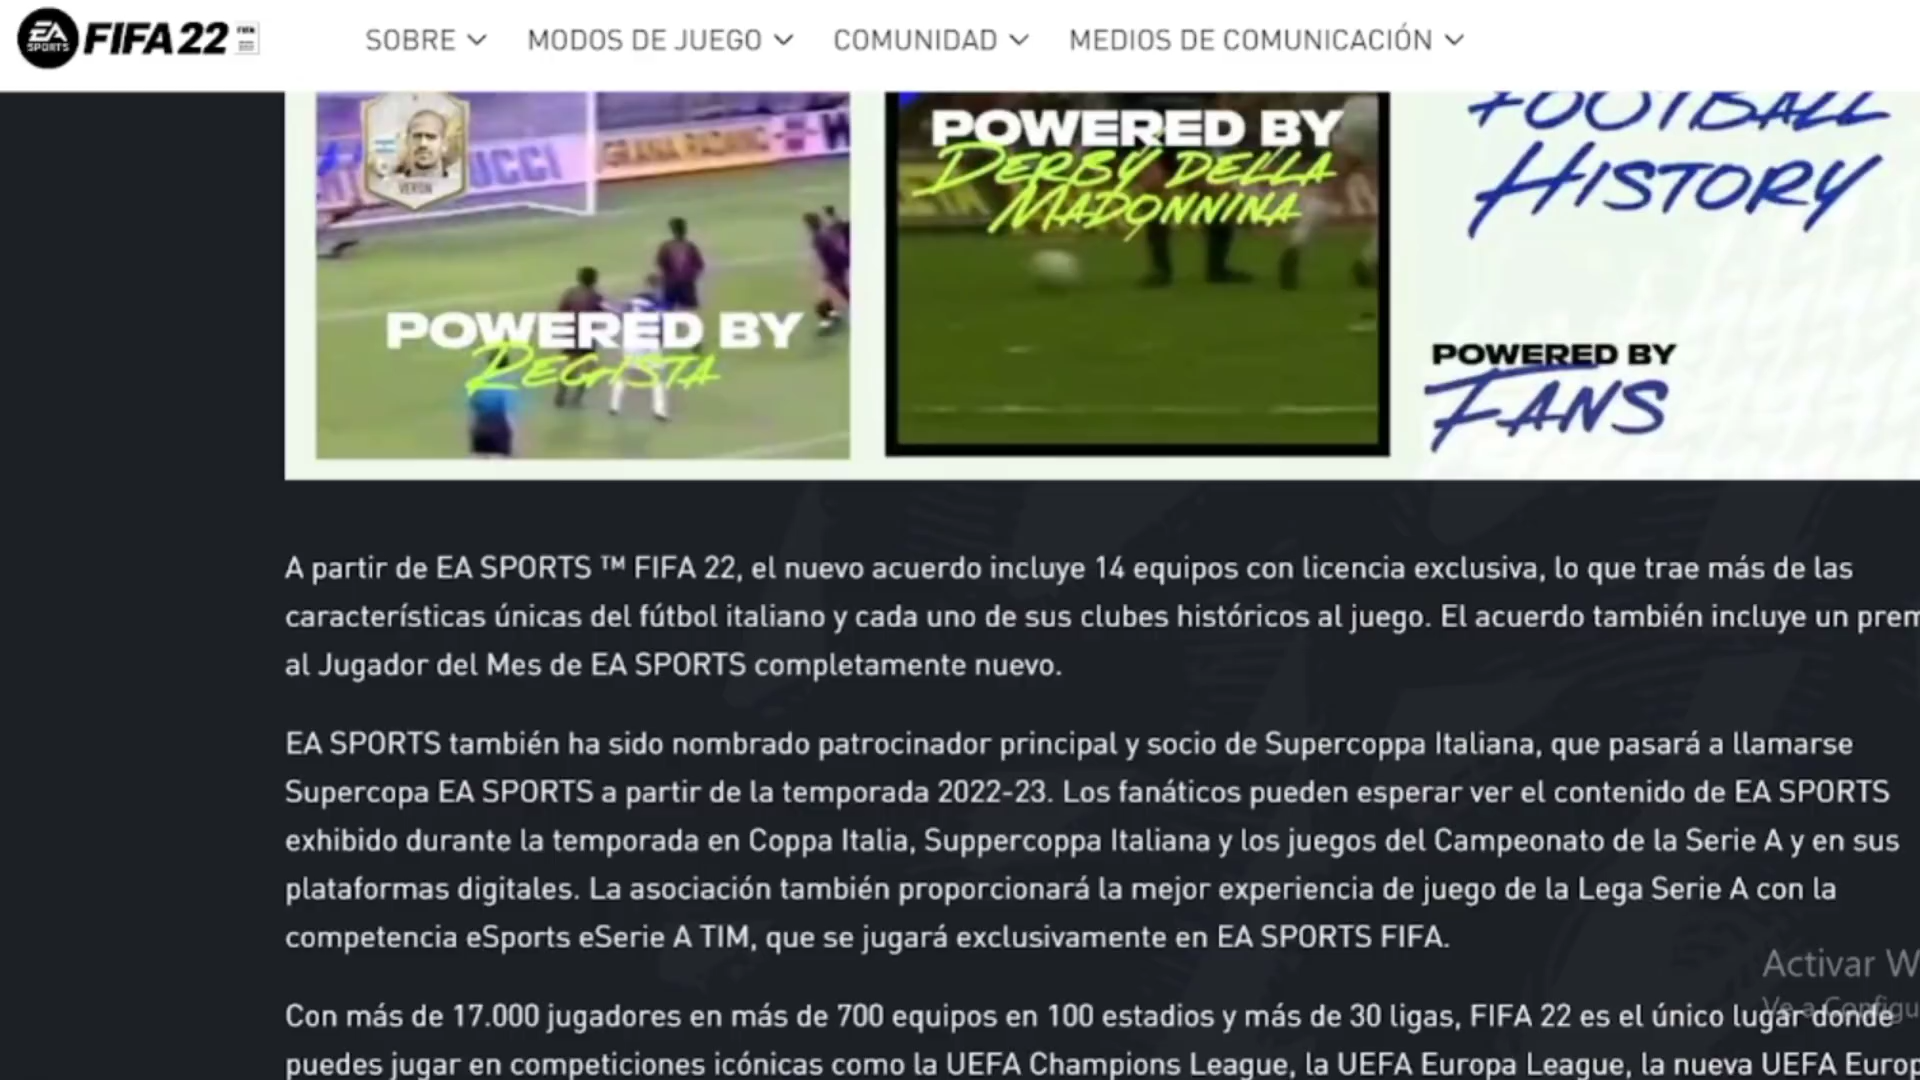 EA SPORTS FIFA 22
SOBRE MODOS DE JUEGO COMUNIDAD MEDIOS DE COMUNICACIÓN
VERÓN
UCCI
POWERED BY
REGISTA
POWERED BY
DERBY DELLA
MADONNINA
FOOTBALL
HISTORY
POWERED BY
FANS
A partir de EA SPORTS ™ FIFA 22, el nuevo acuerdo incluye 14 equipos con licencia exclusiva, lo que trae más de las
características únicas del fútbol italiano y cada uno de sus clubes históricos al juego. El acuerdo también incluye un prem
al Jugador del Mes de EA SPORTS completamente nuevo.
EA SPORTS también ha sido nombrado patrocinador principal y socio de Supercoppa Italiana, que pasará a llamarse
Supercopa EA SPORTS a partir de la temporada 2022-23. Los fanáticos pueden esperar ver el contenido de EA SPORTS
exhibido durante la temporada en Coppa Italia, Suppercoppa Italiana y los juegos del Campeonato de la Serie A y en sus
plataformas digitales. La asociación también proporcionará la mejor experiencia de juego de la Lega Serie A con la
competencia eSports eSerie A TIM, que se jugará exclusivamente en EA SPORTS FIFA.
Activar W
Ve a Configu
Con más de 17.000 jugadores en más de 700 equipos en 100 estadios y más de 30 ligas, FIFA 22 es el único lugar donde
puedes jugar en competiciones icónicas como la UEFA Champions League, la UEFA Europa League, la nueva UEFA Europ